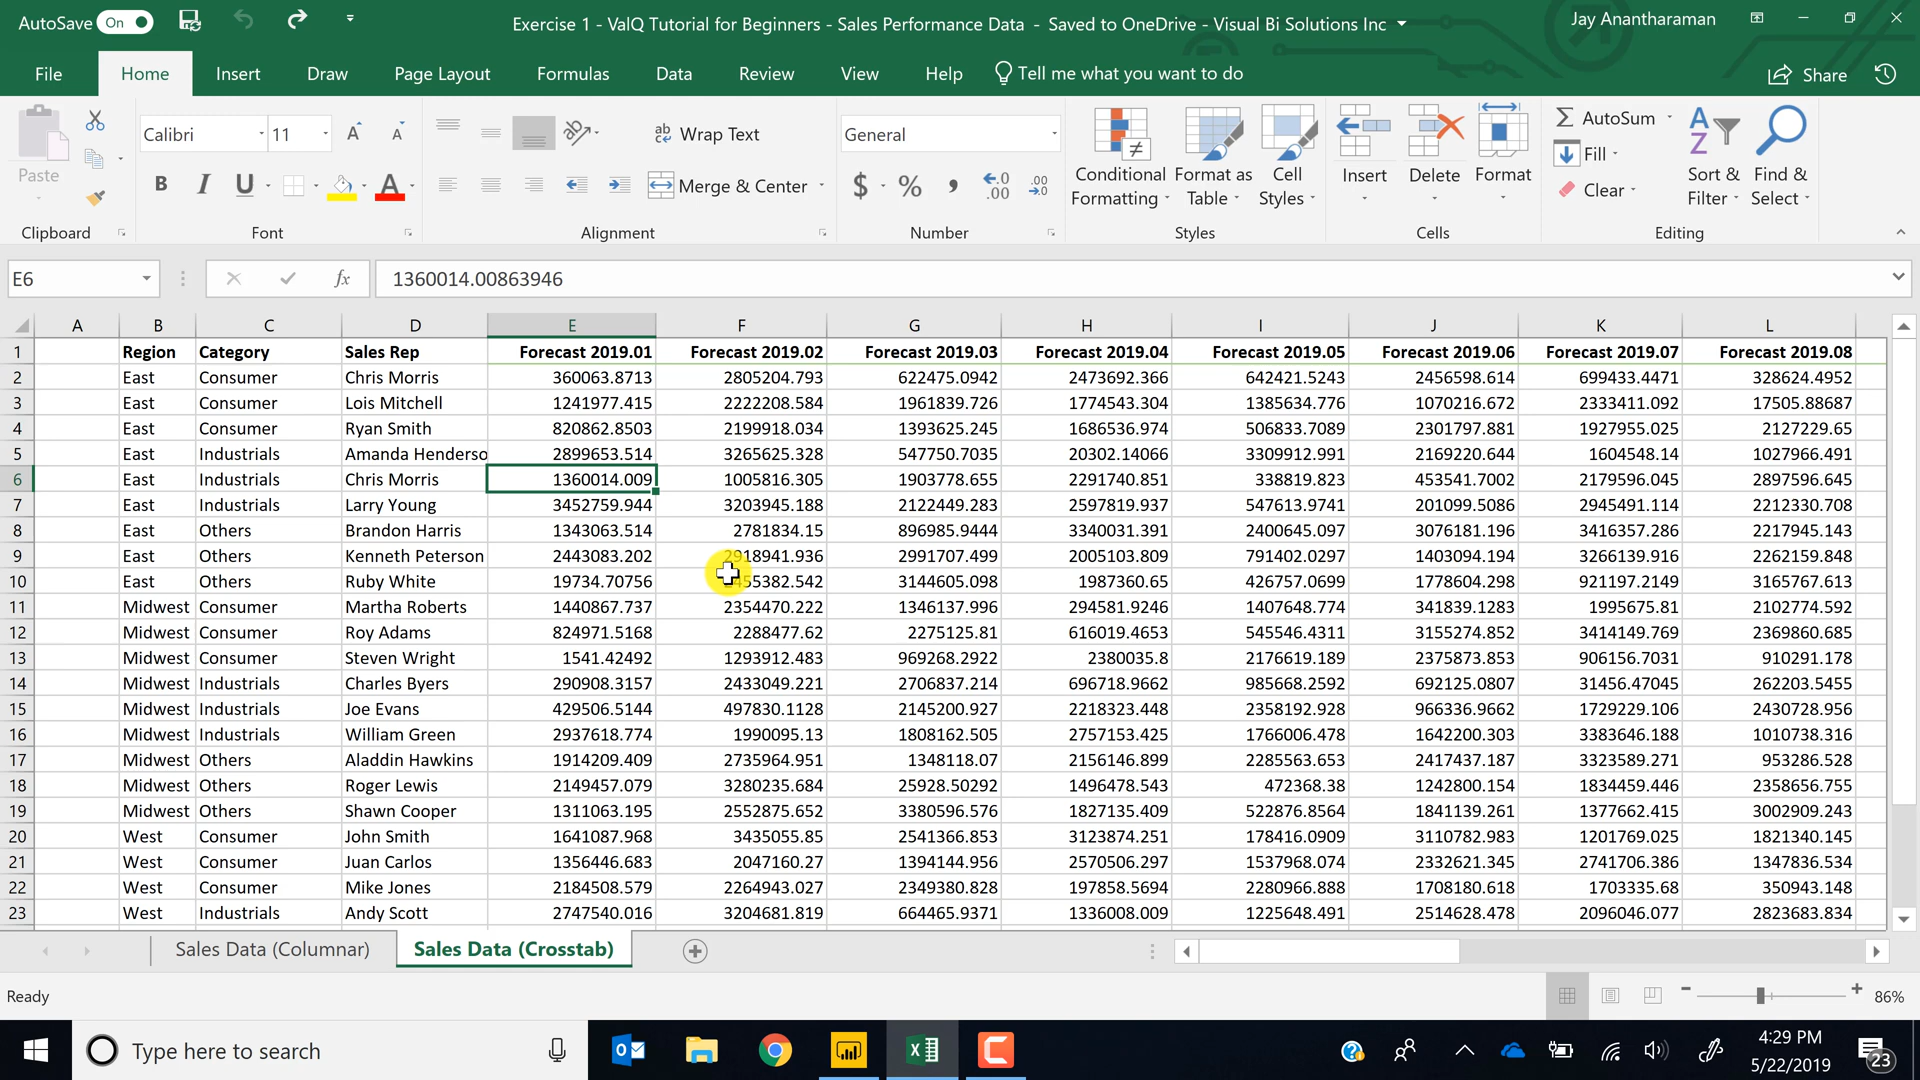 AutoSave On
Exercise 1 - ValQ Tutorial for Beginners - Sales Performance Data - Saved to OneDrive - Visual Bi Solutions Inc
Jay Anantharaman
File Home Insert Draw Page Layout Formulas Data Review View Help Tell me what you want to do Share
Paste
Clipboard
Calibri 11
B I U A
Font
Wrap Text
Merge & Center
Alignment
General
$ % ,
Number
Conditional Formatting
Format as Table
Cell Styles
Styles
Insert Delete Format
Cells
AutoSum
Fill
Clear
Sort & Filter
Find & Select
Editing
E6 fx 1360014.00863946
A B C D E F G H I J K L
1 Region Category Sales Rep Forecast 2019.01 Forecast 2019.02 Forecast 2019.03 Forecast 2019.04 Forecast 2019.05 Forecast 2019.06 Forecast 2019.07 Forecast 2019.08
2 East Consumer Chris Morris 360063.8713 2805204.793 622475.0942 2473692.366 642421.5243 2456598.614 699433.4471 328624.4952
3 East Consumer Lois Mitchell 1241977.415 2222208.584 1961839.726 1774543.304 1385634.776 1070216.672 2333411.092 17505.88687
4 East Consumer Ryan Smith 820862.8503 2199918.034 1393625.245 1686536.974 506833.7089 2301797.881 1927955.025 2127229.65
5 East Industrials Amanda Henderso 2899653.514 3265625.328 547750.7035 20302.14066 3309912.991 2169220.644 1604548.14 1027966.491
6 East Industrials Chris Morris 1360014.009 1005816.305 1903778.655 2291740.851 338819.823 453541.7002 2179596.045 2897596.645
7 East Industrials Larry Young 3452759.944 3203945.188 2122449.283 2597819.937 547613.9741 201099.5086 2945491.114 2212330.708
8 East Others Brandon Harris 1343063.514 2781834.15 896985.9444 3340031.391 2400645.097 3076181.196 3416357.286 2217945.143
9 East Others Kenneth Peterson 2443083.202 2918941.936 2991707.499 2005103.809 791402.0297 1403094.194 3266139.916 2262159.848
10 East Others Ruby White 19734.70756 3144605.098 1987360.65 426757.0699 1778604.298 921197.2149 3165767.613
11 Midwest Consumer Martha Roberts 1440867.737 2354470.222 1346137.996 294581.9246 1407648.774 341839.1283 1995675.81 2102774.592
12 Midwest Consumer Roy Adams 824971.5168 2288477.62 2275125.81 616019.4653 545546.4311 3155274.852 3414149.769 2369860.685
13 Midwest Consumer Steven Wright 1541.42492 1293912.483 969268.2922 2380035.8 2176619.189 2375873.853 906156.7031 910291.178
14 Midwest Industrials Charles Byers 290908.3157 2433049.221 2706837.214 696718.9662 985668.2592 692125.0807 31456.47045 262203.5455
15 Midwest Industrials Joe Evans 429506.5144 497830.1128 2145200.927 2218323.448 2358192.928 966336.9662 1729229.106 2430728.956
16 Midwest Industrials William Green 2937618.774 1990095.13 1808162.505 2757153.425 1766006.478 1642200.303 3383646.188 1010738.316
17 Midwest Others Aladdin Hawkins 1914209.409 2735964.951 1348118.07 2156146.899 2285563.653 2417437.187 3323589.271 953286.528
18 Midwest Others Roger Lewis 2149457.079 3280235.684 25928.50292 1496478.543 472368.38 1242800.154 1834459.446 2358656.755
19 Midwest Others Shawn Cooper 1311063.195 2552875.652 3380596.576 1827135.409 522876.8564 1841139.261 1377662.415 3002909.243
20 West Consumer John Smith 1641087.968 3435055.85 2541366.853 3123874.251 178416.0909 3110782.983 1201769.025 1821340.145
21 West Consumer Juan Carlos 1356446.683 2047160.27 1394144.956 2570506.297 1537968.074 2332621.345 2741706.386 1347836.534
22 West Consumer Mike Jones 2184508.579 2264943.027 2349380.828 197858.5694 2280966.888 1708180.618 1703335.68 350943.148
23 West Industrials Andy Scott 2747540.016 3204681.819 664465.9371 1336008.009 1225648.491 2514628.478 2096046.077 2823683.834
Sales Data (Columnar) Sales Data (Crosstab)
Ready 86%
Type here to search
4:29 PM
5/22/2019
23